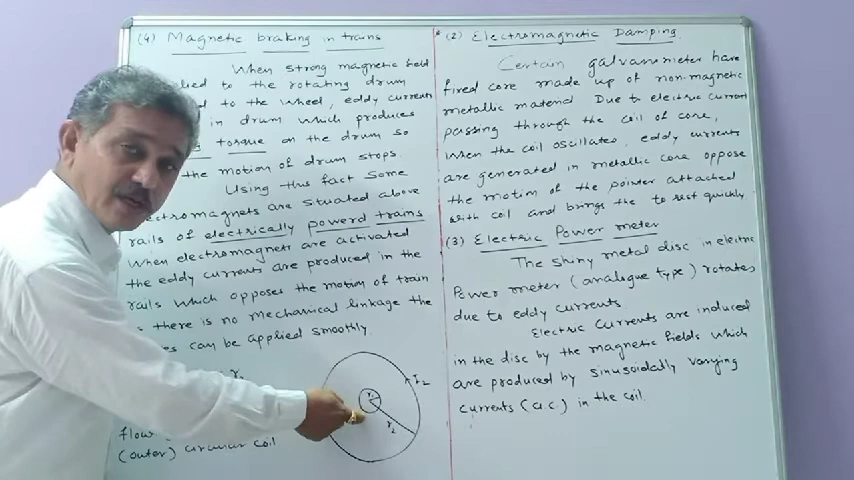 (4) Magnetic braking in trains
When strong magnetic field
lied to the rotating drum
d to the wheel, eddy currents
in drum which produces
torque on the drum so
the motion of drum stops.
Using this fact some
ectromagnets are situated above
rails of electrically powerd trains
When electromagnets are activated
the eddy currents are produced in the
rails which opposes the motion of train
there is no mechanical linkage the
es can be applied smoothly.
r1
flow
(outer) circular coil
I2
r1
r2
(2) Electromagnetic Damping
Certain galvanometer have
fixed core made up of non-magnetic
metallic material Due to electric current
passing through the coil of core,
When the coil oscillates, eddy currents
are generated in metallic core oppose
the motion of the pointer attached
with coil and brings the to rest quickly
(3) Electric Power meter
The shiny metal disc in electric
Power meter (analogue type) rotates
due to eddy currents
Electric currents are induced
in the disc by the magnetic fields which
are produced by sinusoidally varying
currents (a.c) in the coil.